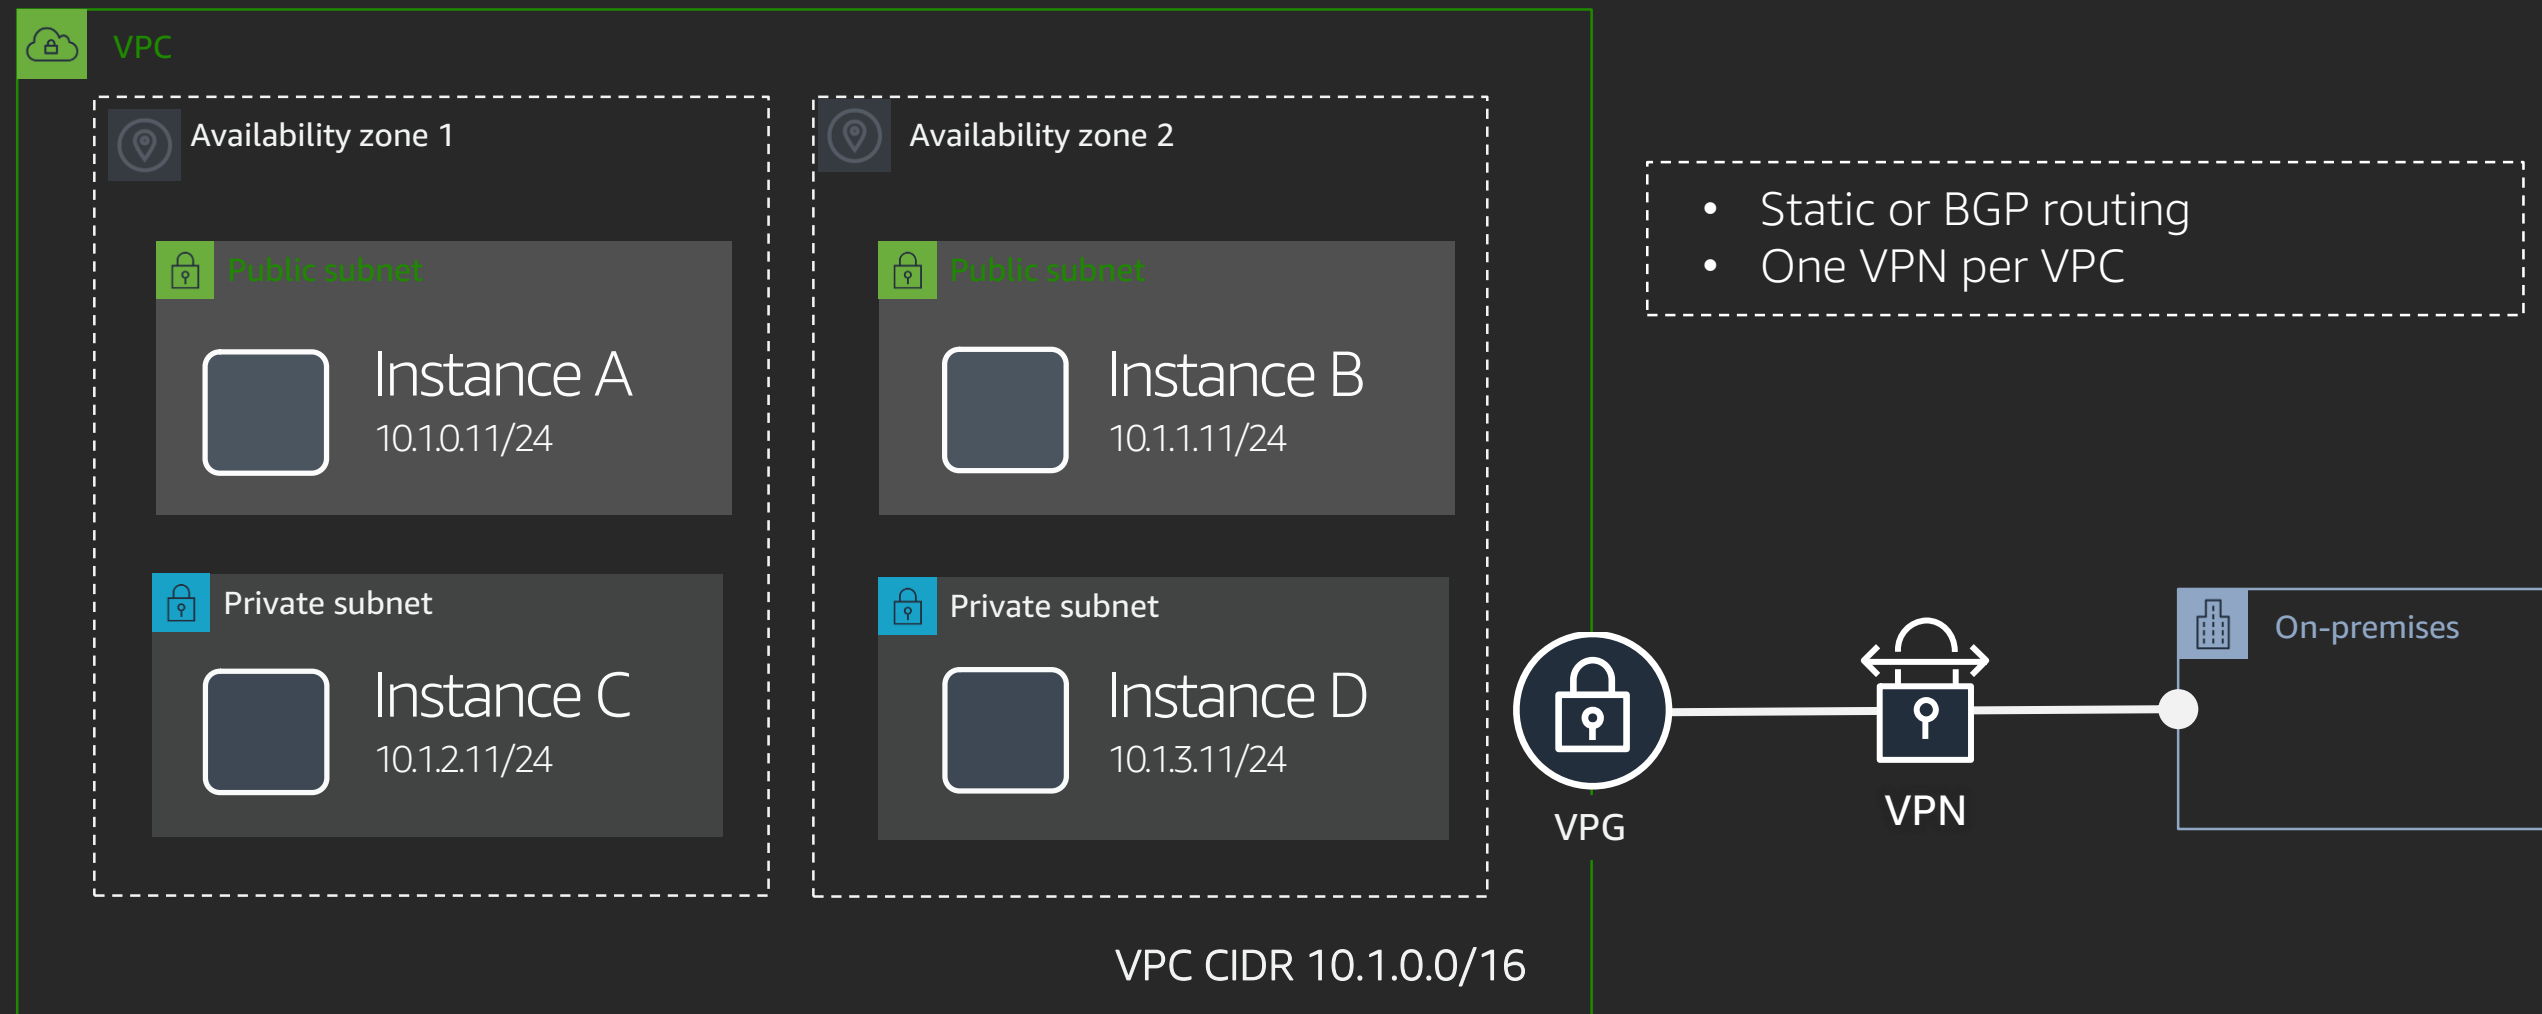 VPC
Availability zone 1
Public subnet
Instance A
10.1.0.11/24
Private subnet
Instance C
10.1.2.11/24
Availability zone 2
Public subnet
Instance B
10.1.1.11/24
Private subnet
Instance D
10.1.3.11/24
VPC CIDR 10.1.0.0/16
• Static or BGP routing
• One VPN per VPC
VPG
VPN
On-premises